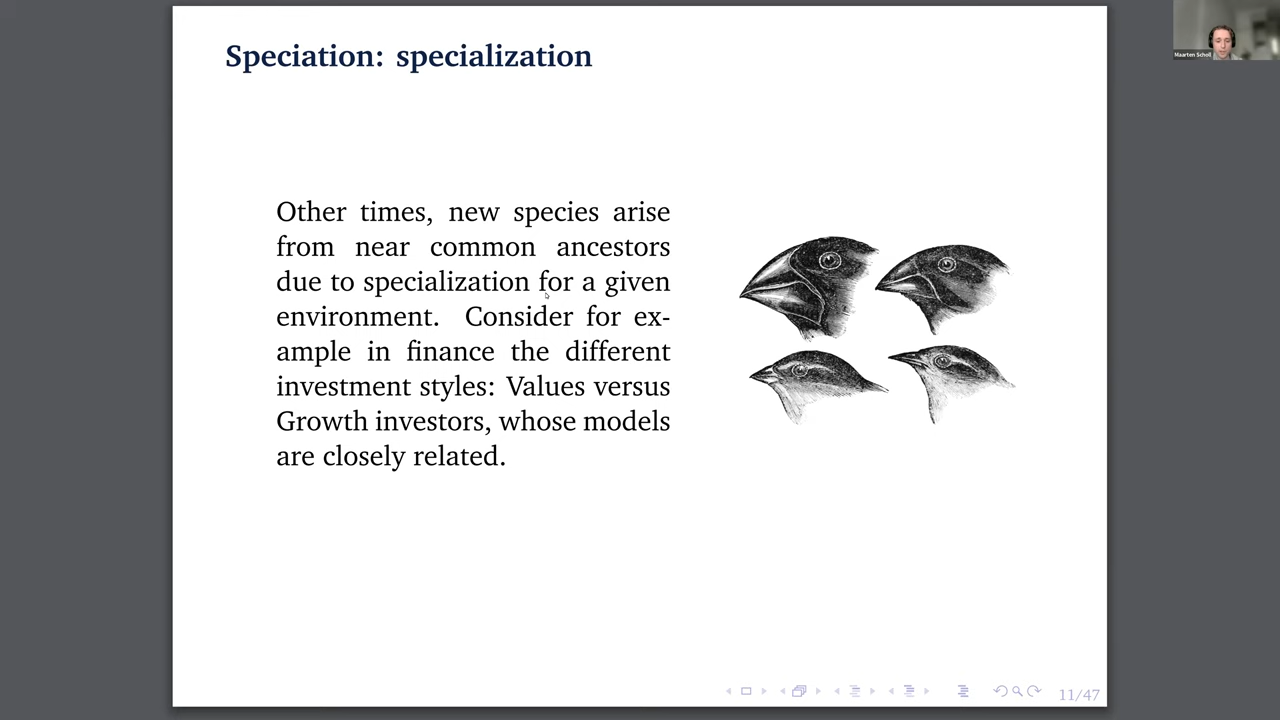 Speciation: specialization
Maarten Scholl
Other times, new species arise
from near common ancestors
due to specialization for a given
environment. Consider for ex-
ample in finance the different
investment styles: Values versus
Growth investors, whose models
are closely related.
11/47